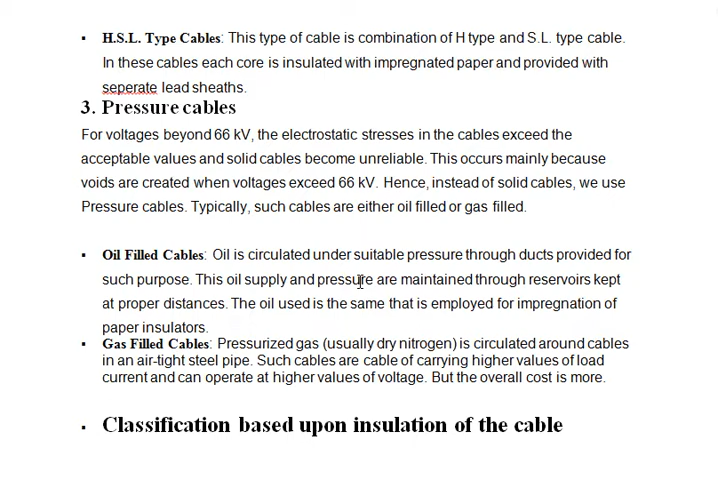 ▪ H.S.L. Type Cables: This type of cable is combination of H type and S.L. type cable.
In these cables each core is insulated with impregnated paper and provided with
seperate lead sheaths.
3. Pressure cables
For voltages beyond 66 kV, the electrostatic stresses in the cables exceed the
acceptable values and solid cables become unreliable. This occurs mainly because
voids are created when voltages exceed 66 kV. Hence, instead of solid cables, we use
Pressure cables. Typically, such cables are either oil filled or gas filled.
▪ Oil Filled Cables: Oil is circulated under suitable pressure through ducts provided for
such purpose. This oil supply and pressure are maintained through reservoirs kept
at proper distances. The oil used is the same that is employed for impregnation of
paper insulators.
▪ Gas Filled Cables: Pressurized gas (usually dry nitrogen) is circulated around cables
in an air-tight steel pipe. Such cables are cable of carrying higher values of load
current and can operate at higher values of voltage. But the overall cost is more.
▪ Classification based upon insulation of the cable